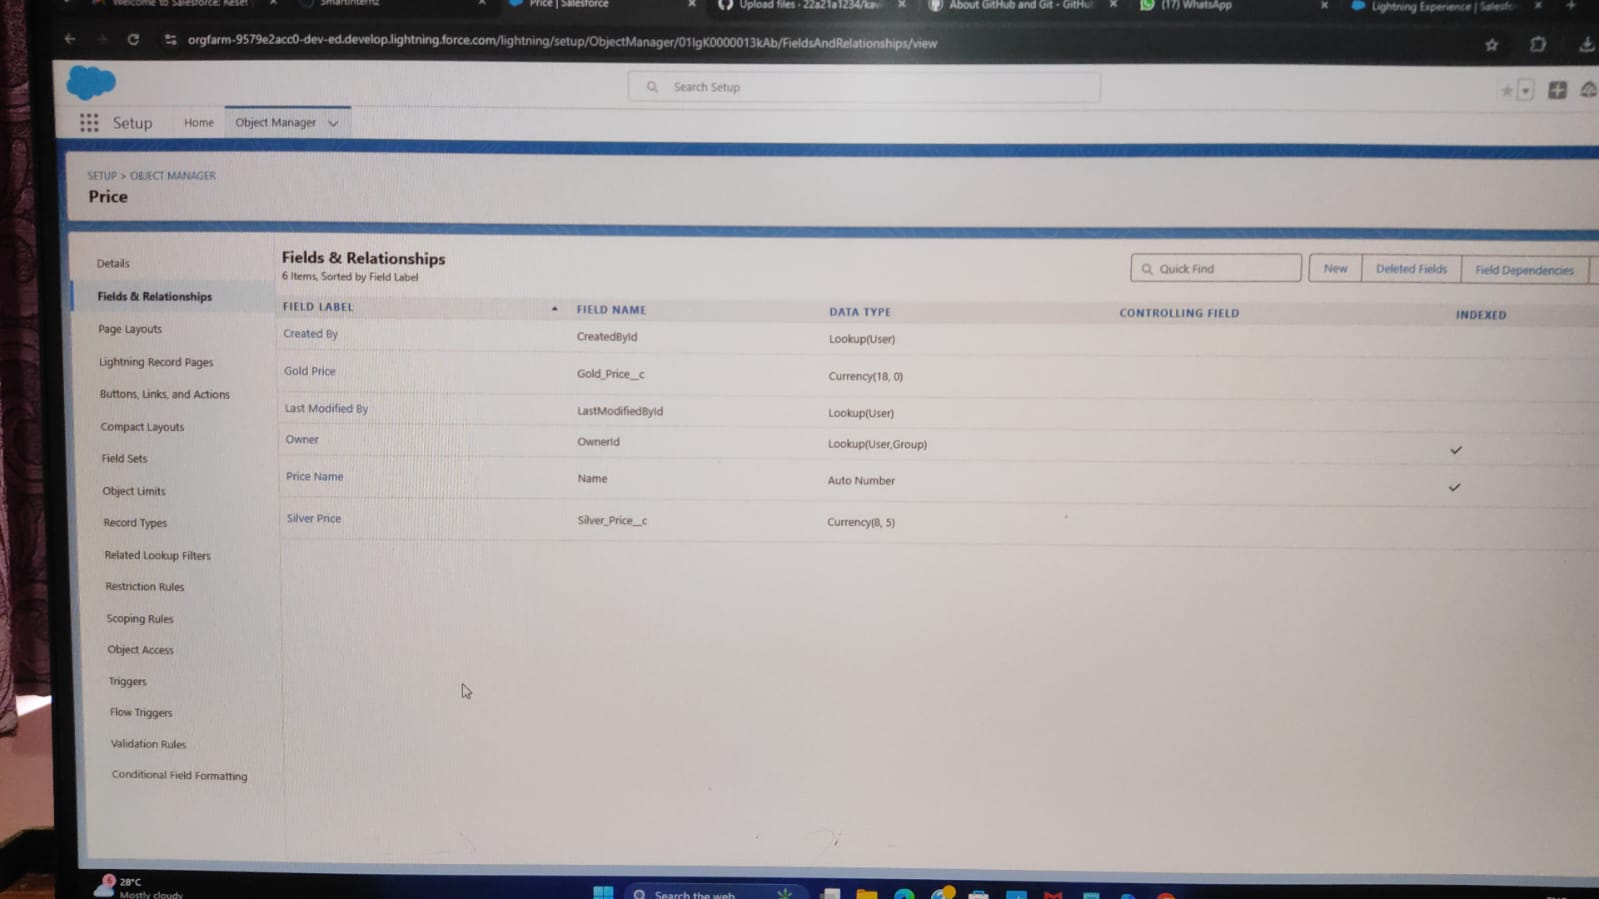 Welcome to Salesforce: Reset
SmartInternz
Price | Salesforce
Upload files · 22a21a1234/kav
About GitHub and Git - GitHu
(17) WhatsApp
Lightning Experience | Salesfo
orgfarm-9579e2acc0-dev-ed.develop.lightning.force.com/lightning/setup/ObjectManager/01IgK0000013kAb/FieldsAndRelationships/view
Search Setup
Setup
Home
Object Manager
SETUP > OBJECT MANAGER
Price
Details
Fields & Relationships
Page Layouts
Lightning Record Pages
Buttons, Links, and Actions
Compact Layouts
Field Sets
Object Limits
Record Types
Related Lookup Filters
Restriction Rules
Scoping Rules
Object Access
Triggers
Flow Triggers
Validation Rules
Conditional Field Formatting
Fields & Relationships
6 Items, Sorted by Field Label
Quick Find
New
Deleted Fields
Field Dependencies
FIELD LABEL FIELD NAME DATA TYPE CONTROLLING FIELD INDEXED
Created By CreatedById Lookup(User)
Gold Price Gold_Price__c Currency(18, 0)
Last Modified By LastModifiedById Lookup(User)
Owner OwnerId Lookup(User,Group)
Price Name Name Auto Number
Silver Price Silver_Price__c Currency(8, 5)
6
28°C
Mostly cloudy
Search the web